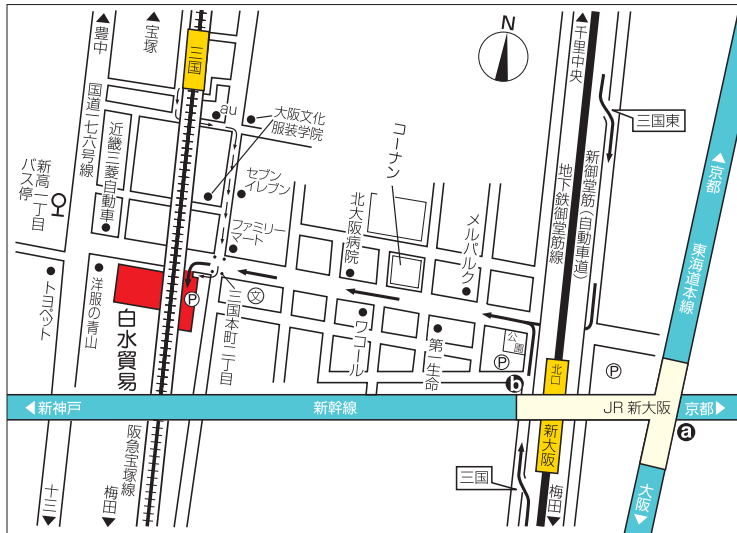 N
豊中
宝塚
三国
千里中央
国道一七六号線
近畿三菱自動車
au
大阪文化
服装学院
コーナン
三国東
新高一丁目
バス停
セブン
イレブン
北大阪病院
メルパルク
地下鉄御堂筋線
新御堂筋(自動車道)
京都
東海道本線
ファミリー
マート
トヨペット
洋服の青山
白水貿易
P
文
三国本町二丁目
ワコール
第一生命
公園
P
P
北口
b
新神戸
新幹線
JR 新大阪
京都
a
新大阪
阪急宝塚線
三国
十三
梅田
梅田
大阪